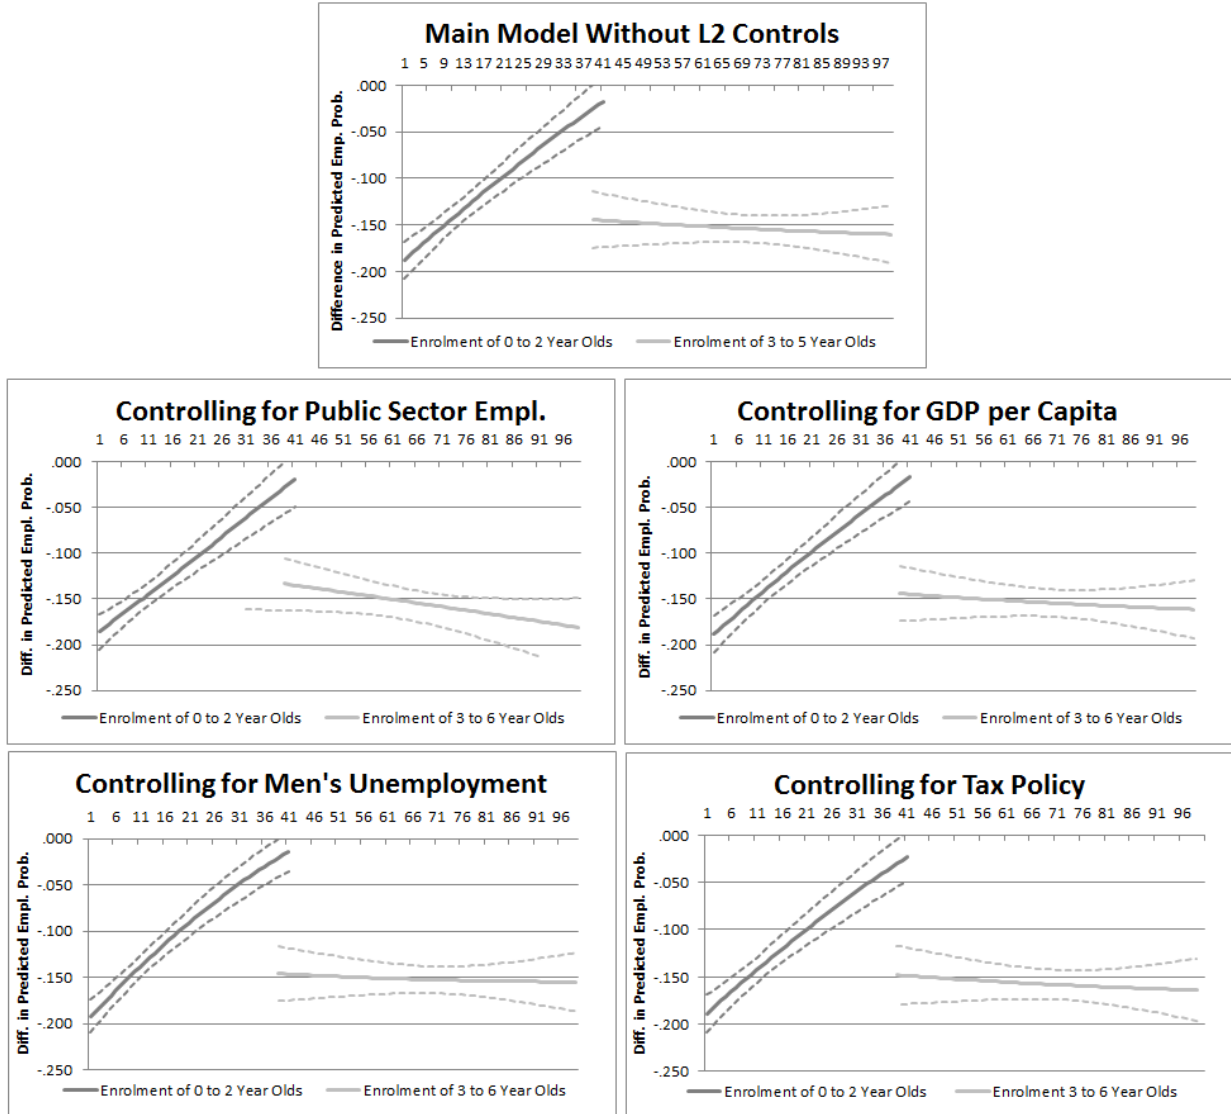 Main Model Without L2 Controls
1 5 9 13 17 21 25 29 33 37 41 45 49 53 57 61 65 69 73 77 81 85 89 93 97
Difference in Predicted Emp. Prob.
.000
-.050
-.100
-.150
-.200
-.250
Enrolment of 0 to 2 Year Olds Enrolment of 3 to 5 Year Olds
Controlling for Public Sector Empl.
1 6 11 16 21 26 31 36 41 46 51 56 61 66 71 76 81 86 91 96
Diff. in Predicted Empl. Prob.
.000
-.050
-.100
-.150
-.200
-.250
Enrolment of 0 to 2 Year Olds Enrolment of 3 to 6 Year Olds
Controlling for GDP per Capita
1 6 11 16 21 26 31 36 41 46 51 56 61 66 71 76 81 86 91 96
Diff. in Predicted Empl. Prob.
.000
-.050
-.100
-.150
-.200
-.250
Enrolment of 0 to 2 Year Olds Enrolment of 3 to 6 Year Olds
Controlling for Men's Unemployment
1 6 11 16 21 26 31 36 41 46 51 56 61 66 71 76 81 86 91 96
Diff. in Predicted Empl. Prob.
.000
-.050
-.100
-.150
-.200
-.250
Enrolment of 0 to 2 Year Olds Enrolment of 3 to 6 Year Olds
Controlling for Tax Policy
1 6 11 16 21 26 31 36 41 46 51 56 61 66 71 76 81 86 91 96
Diff. in Predicted Empl. Prob.
.000
-.050
-.100
-.150
-.200
-.250
Enrolment of 0 to 2 Year Olds Enrolment 3 to 6 Year Olds